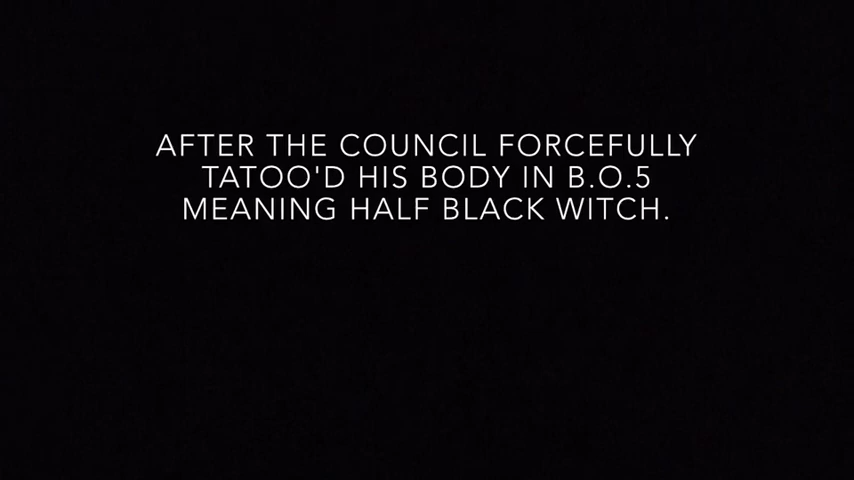 AFTER THE COUNCIL FORCEFULLY
TATOO'D HIS BODY IN B.O.5
MEANING HALF BLACK WITCH.